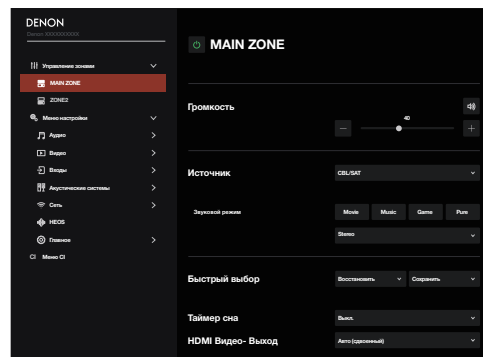 DENON
Управление зонами
MAIN ZONE
ZONE2
Меню настройки
Аудио
Видео
Входы
Акустические системы
Сеть
HEOS
Главное
CI Меню CI
MAIN ZONE
Громкость
40
Источник CBL/SAT
Звуковой режим Movie Music Game Pure
Stereo
Быстрый выбор Восстановить Сохранить
Таймер сна Выкл.
HDMI Видео- Выход Авто (сдвоенный)